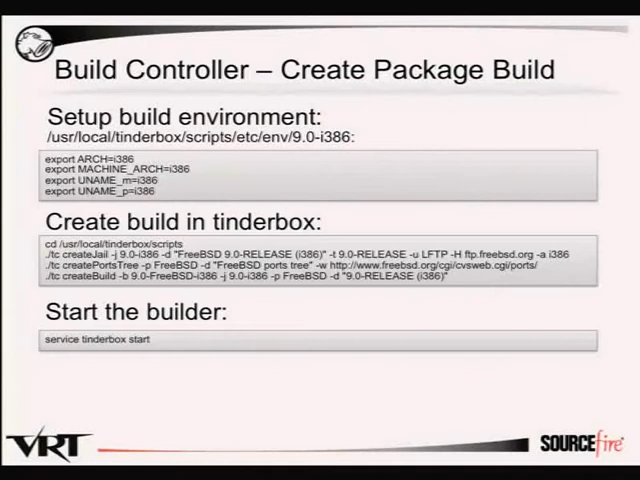 Build Controller – Create Package Build
Setup build environment:
/usr/local/tinderbox/scripts/etc/env/9.0-i386:
export ARCH=i386
export MACHINE_ARCH=i386
export UNAME_m=i386
export UNAME_p=i386
Create build in tinderbox:
cd /usr/local/tinderbox/scripts
./tc createJail -j 9.0-i386 -d "FreeBSD 9.0-RELEASE (i386)" -t 9.0-RELEASE -u LFTP -H ftp.freebsd.org -a i386
./tc createPortsTree -p FreeBSD -d "FreeBSD ports tree" -w http://www.freebsd.org/cgi/cvsweb.cgi/ports/
./tc createBuild -b 9.0-FreeBSD-i386 -j 9.0-i386 -p FreeBSD -d "9.0-RELEASE (i386)"
Start the builder:
service tinderbox start
VRT
SOURCEfire